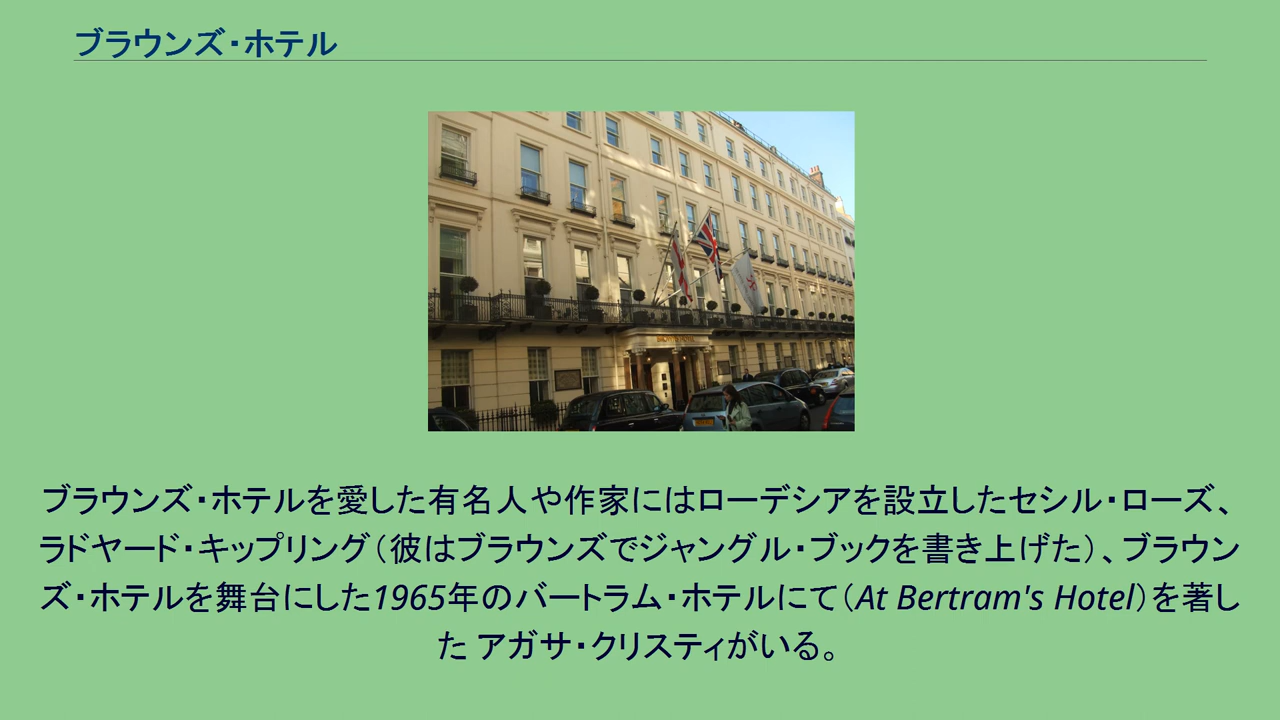 ブラウンズ・ホテル
BROWN'S HOTEL
ブラウンズ・ホテルを愛した有名人や作家にはローデシアを設立したセシル・ローズ、
ラドヤード・キップリング（彼はブラウンズでジャングル・ブックを書き上げた）、ブラウン
ズ・ホテルを舞台にした1965年のバートラム・ホテルにて（At Bertram's Hotel）を著し
た アガサ・クリスティがいる。